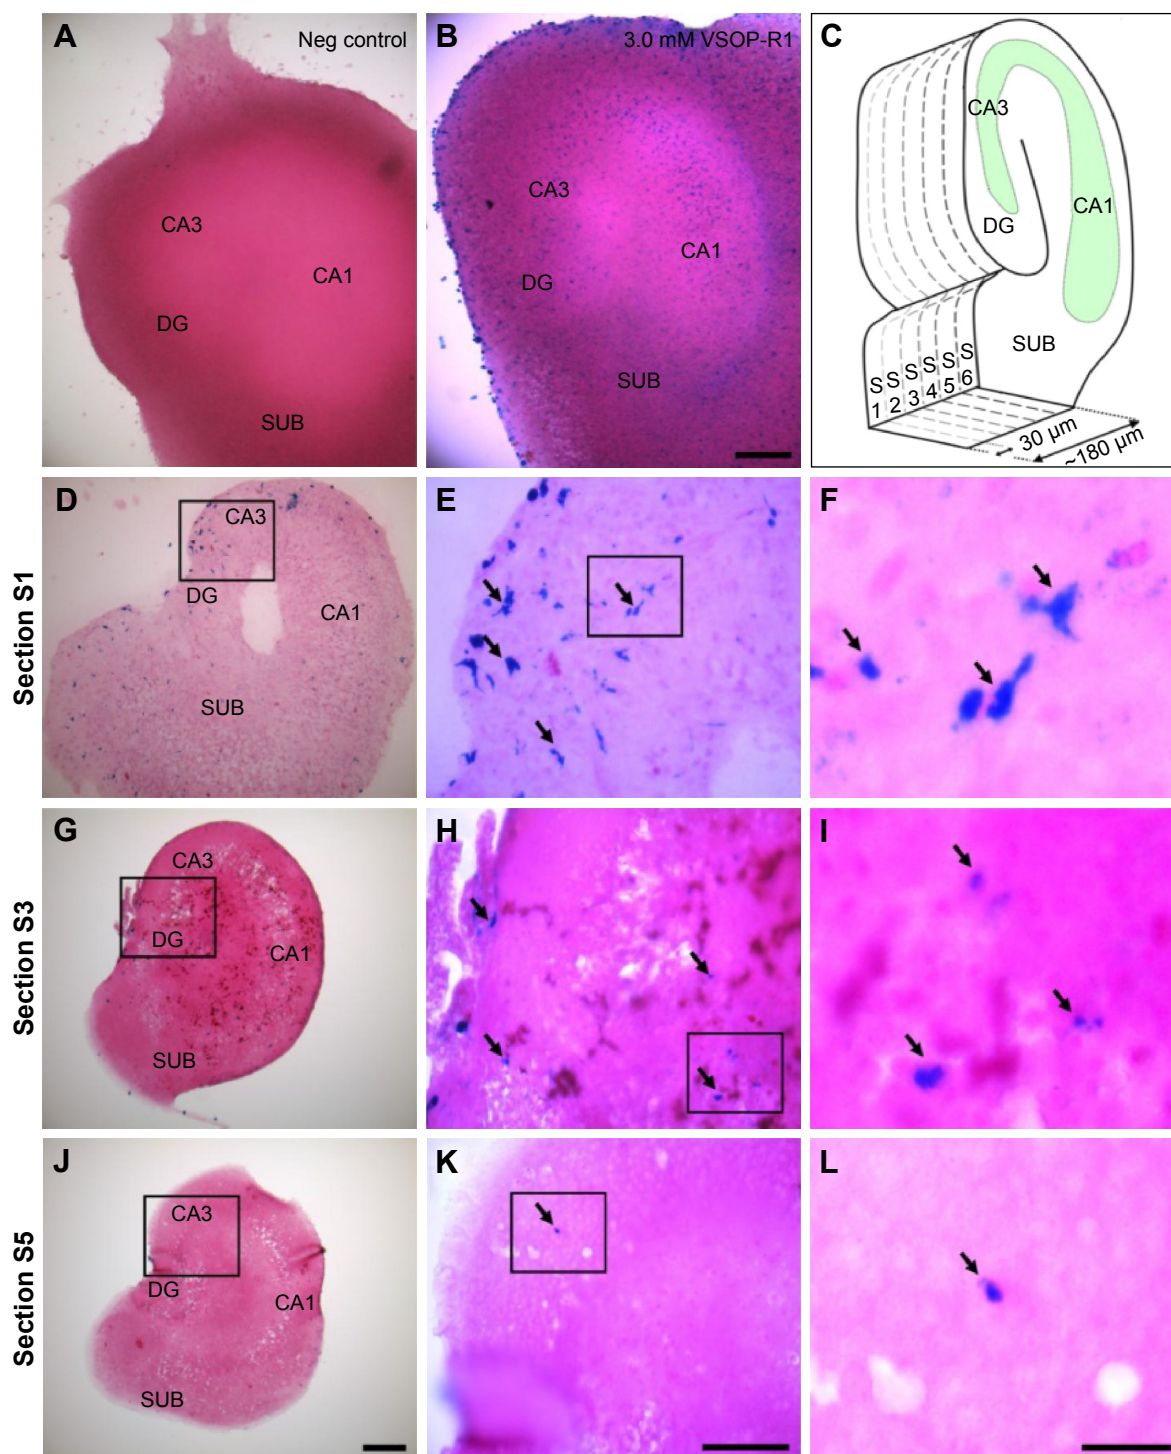 A
Neg control
CA3
CA1
DG
SUB
B
3.0 mM VSOP-R1
CA3
CA1
DG
SUB
C
CA3
CA1
DG
SUB
S
1
S
2
S
3
S
4
S
5
S
6
30 µm
~180 µm
Section S1
D
CA3
DG
CA1
SUB
E
F
Section S3
G
CA3
DG
CA1
SUB
H
I
Section S5
J
CA3
DG
CA1
SUB
K
L